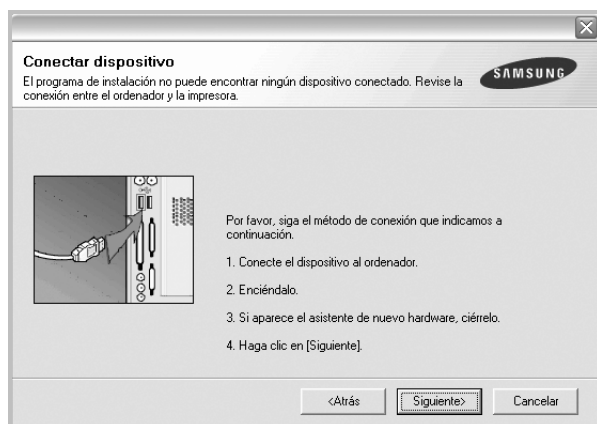 Conectar dispositivo
El programa de instalación no puede encontrar ningún dispositivo conectado. Revise la
conexión entre el ordenador y la impresora.
SAMSUNG
Por favor, siga el método de conexión que indicamos a
continuación.
1. Conecte el dispositivo al ordenador.
2. Enciéndalo.
3. Si aparece el asistente de nuevo hardware, ciérrelo.
4. Haga clic en [Siguiente].
<Atrás
Siguiente>
Cancelar